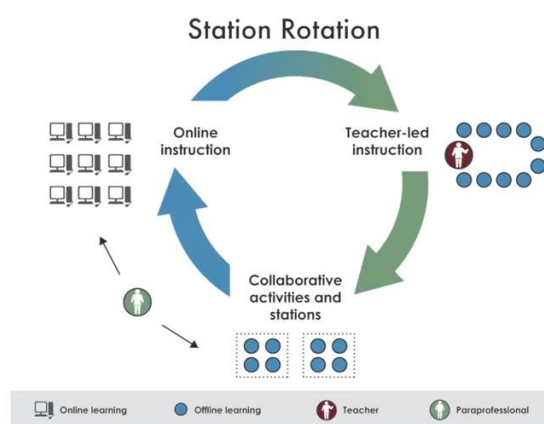 Station Rotation
Online
instruction
Teacher-led
instruction
Collaborative
activities and
stations
Online learning
Offline learning
Teacher
Paraprofessional